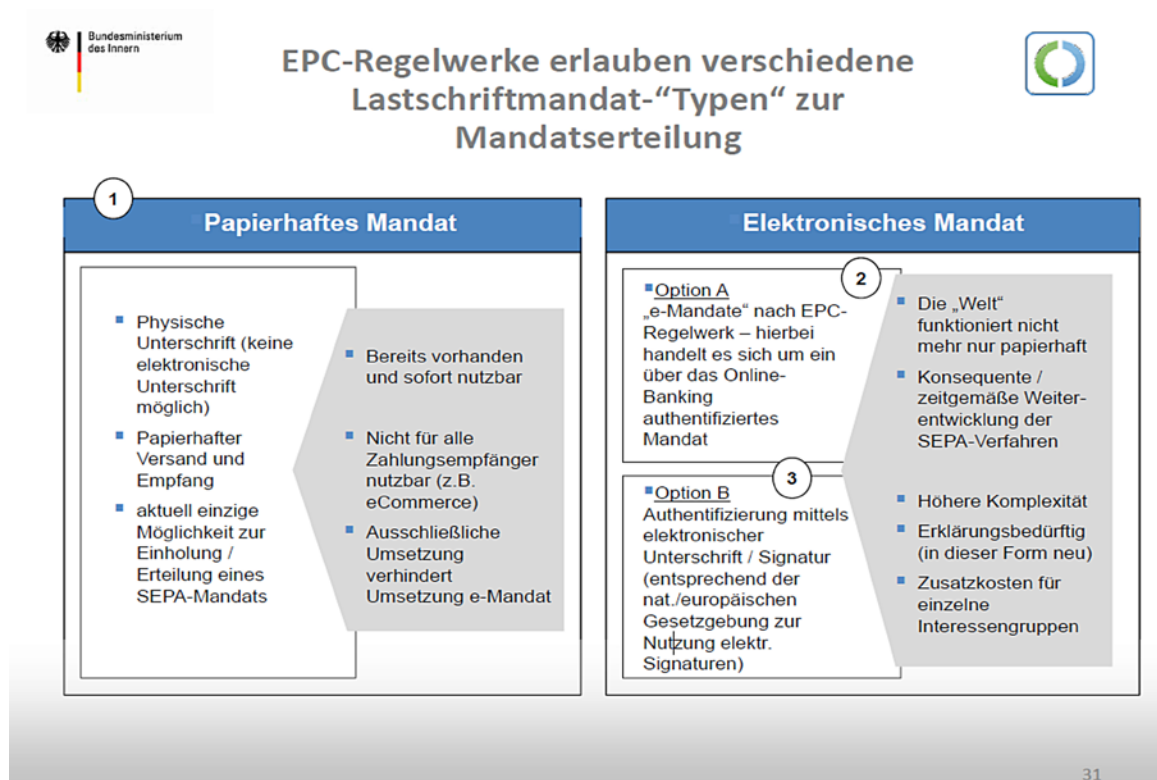 Bundesministerium
des Innern
EPC-Regelwerke erlauben verschiedene
Lastschriftmandat-“Typen“ zur
Mandatserteilung
1
Papierhaftes Mandat
Physische
Unterschrift (keine
elektronische
Unterschrift
möglich)
Papierhafter
Versand und
Empfang
aktuell einzige
Möglichkeit zur
Einholung /
Erteilung eines
SEPA-Mandats
Bereits vorhanden
und sofort nutzbar
Nicht für alle
Zahlungsempfänger
nutzbar (z.B.
eCommerce)
Ausschließliche
Umsetzung
verhindert
Umsetzung e-Mandat
Elektronisches Mandat
2
Option A
„e-Mandate“ nach EPC-
Regelwerk – hierbei
handelt es sich um ein
über das Online-
Banking
authentifiziertes
Mandat
3
Option B
Authentifizierung mittels
elektronischer
Unterschrift / Signatur
(entsprechend der
nat./europäischen
Gesetzgebung zur
Nutzung elektr.
Signaturen)
Die „Welt“
funktioniert nicht
mehr nur papierhaft
Konsequente /
zeitgemäße Weiter-
entwicklung der
SEPA-Verfahren
Höhere Komplexität
Erklärungsbedürftig
(in dieser Form neu)
Zusatzkosten für
einzelne
Interessengruppen
31